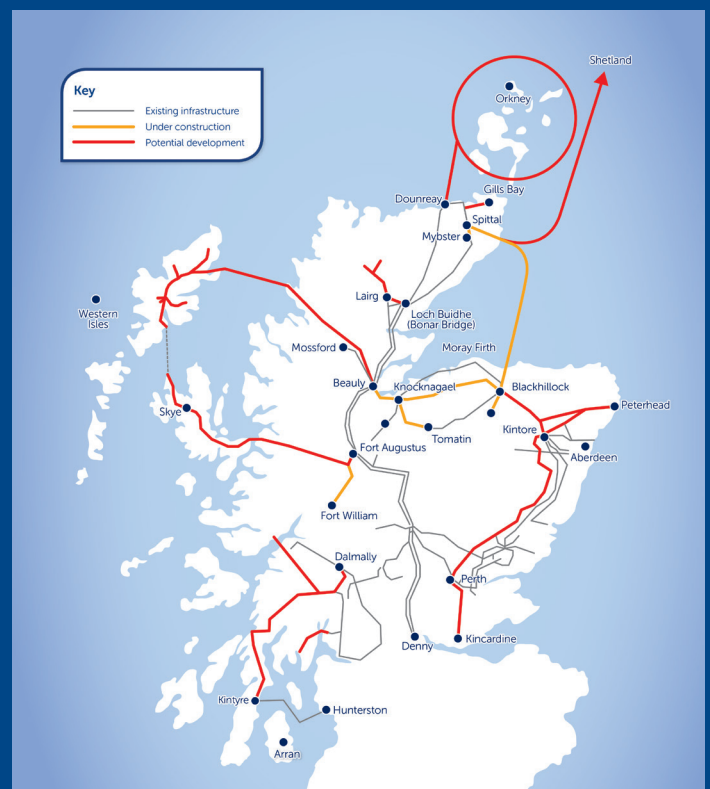 Key
Existing infrastructure
Under construction
Potential development
Shetland
Orkney
Dounreay
Gills Bay
Spittal
Mybster
Lairg
Loch Buidhe
(Bonar Bridge)
Western
Isles
Mossford
Moray Firth
Beauly
Knocknagael
Blackhillock
Peterhead
Skye
Tomatin
Kintore
Aberdeen
Fort Augustus
Fort William
Dalmally
Perth
Denny
Kincardine
Kintyre
Hunterston
Arran